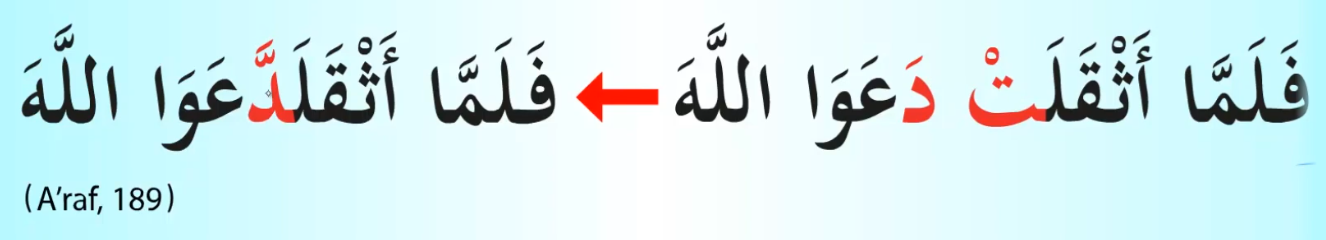 فَلَمَّا أَثْقَلَتْ دَعَوَا اللَّهَ ← فَلَمَّا أَثْقَلَدَّعَوَا اللَّهَ
(A’raf, 189)